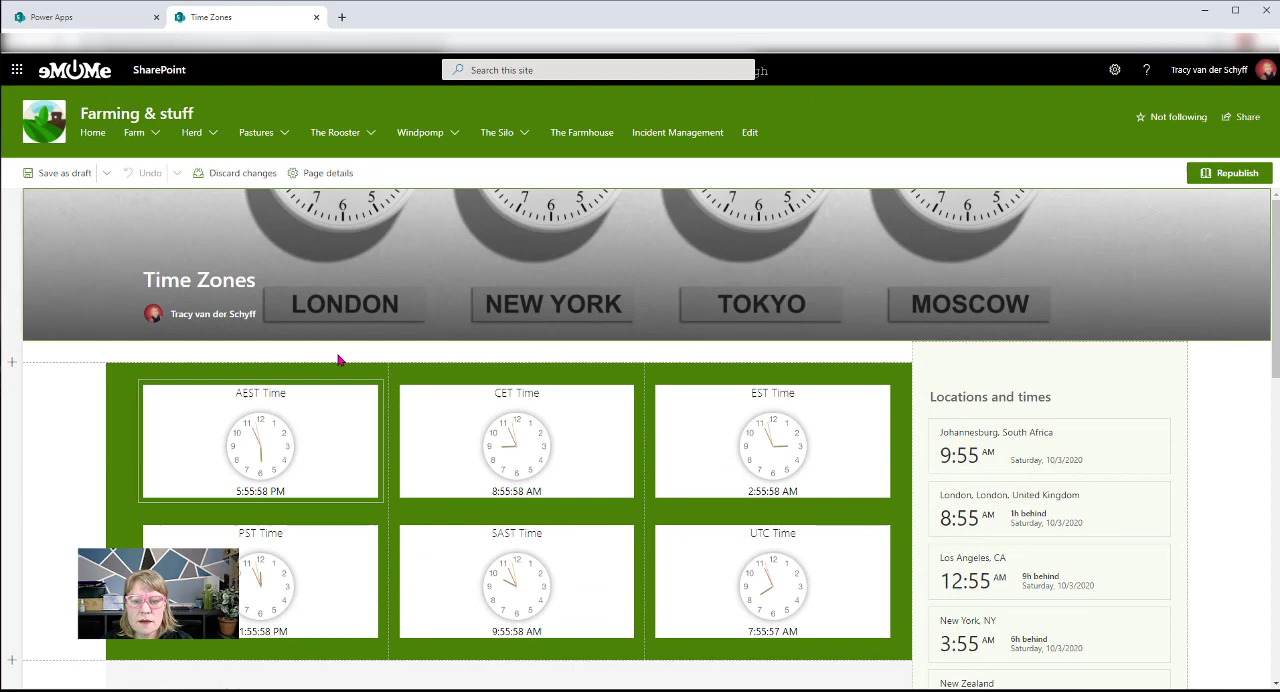 Power Apps
Time Zones
eMOMe SharePoint
Search this site
gh
Tracy van der Schyff
Farming & stuff
Home Farm Herd Pastures The Rooster Windpomp The Silo The Farmhouse Incident Management Edit
Not following Share
Save as draft Undo Discard changes Page details
Republish
Time Zones
Tracy van der Schyff
LONDON NEW YORK TOKYO MOSCOW
AEST Time
5:55:58 PM
CET Time
8:55:58 AM
EST Time
2:55:58 AM
PST Time
1:55:58 PM
SAST Time
9:55:58 AM
UTC Time
7:55:57 AM
Locations and times
Johannesburg, South Africa
9:55 AM Saturday, 10/3/2020
London, London, United Kingdom
8:55 AM 1h behind
Saturday, 10/3/2020
Los Angeles, CA
12:55 AM 9h behind
Saturday, 10/3/2020
New York, NY
3:55 AM 6h behind
Saturday, 10/3/2020
New Zealand